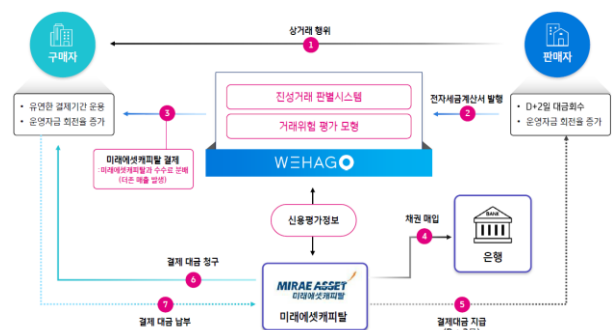 상거래 행위
1
구매자
판매자
• 유연한 결제기간 운용
• 운영자금 회전율 증가
진성거래 판별시스템
거래위험 평가 모형
WEHAGO
전자세금계산서 발행
2
• D+2일 대금회수
• 운영자금 회전율 증가
3
미래에셋캐피탈 결제
:미래에셋캐피탈과 수수료 분배
(더존 매출 발생)
신용평가정보
채권 매입
4
BANK
은행
결제 대금 청구
6
MIRAE ASSET
미래에셋캐피탈
미래에셋캐피탈
7
결제 대금 납부
5
결제대금 지급